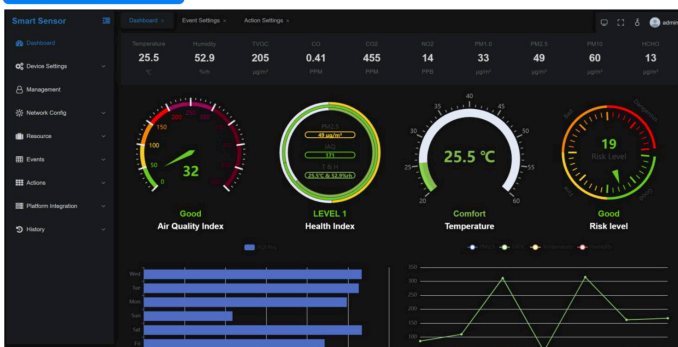 Smart Sensor
Dashboard
Event Settings
Action Settings
admin
Dashboard
Device Settings
Management
Network Config
Resource
Events
Actions
Platform Integration
History
Temperature Humidity TVOC CO CO2 NO2 PM1.0 PM2.5 PM10 HCHO
25.5 52.9 205 0.41 455 14 33 49 60 13
℃ %rh µg/m³ PPM PPM PPB µg/m³ µg/m³ µg/m³ µg/m³
0 50 100 150 200 300
32
Good
Air Quality Index
PM2.5
49 µg/m³
IAQ
171
T & H
25.5℃ & 52.9%rh
LEVEL 1
Health Index
20 25 30 35 40 45 50 55 60
25.5 ℃
Comfort
Temperature
Bad Dangerous
19
Risk Level
Good
Good
Risk level
Wed
Tue
Mon
Sun
Sat
Fri
350
300
250
200
150
100